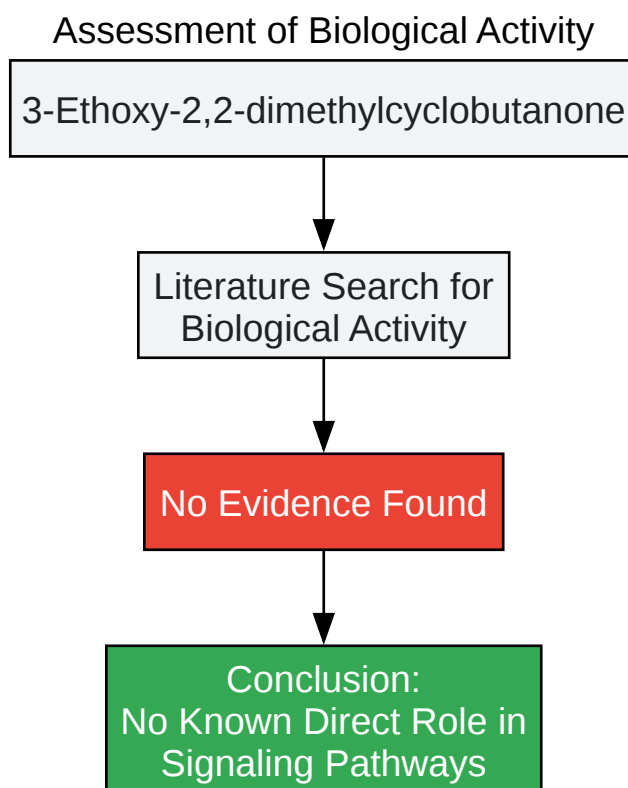 Assessment of Biological Activity
3-Ethoxy-2,2-dimethylcyclobutanone
Literature Search for
Biological Activity
No Evidence Found
Conclusion:
No Known Direct Role in
Signaling Pathways